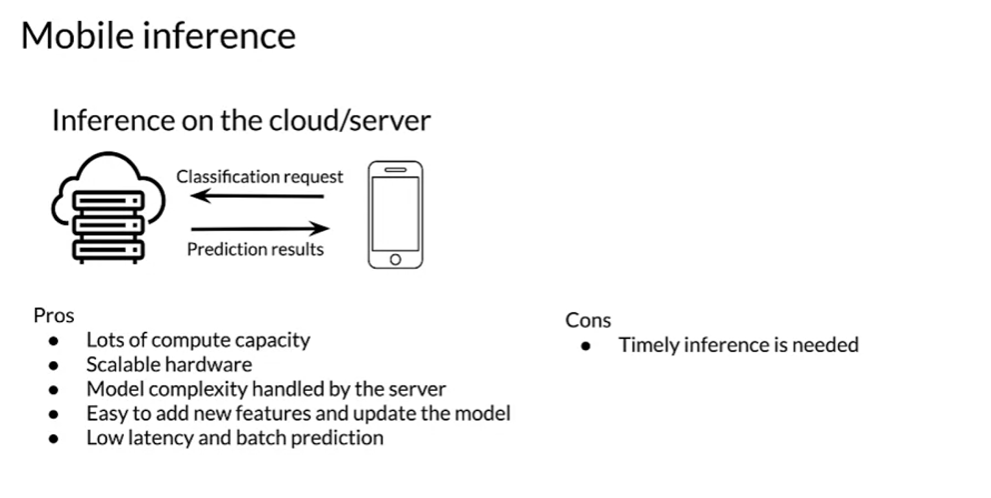 Mobile inference
Inference on the cloud/server
Classification request
Prediction results
Pros
● Lots of compute capacity
● Scalable hardware
● Model complexity handled by the server
● Easy to add new features and update the model
● Low latency and batch prediction
Cons
● Timely inference is needed